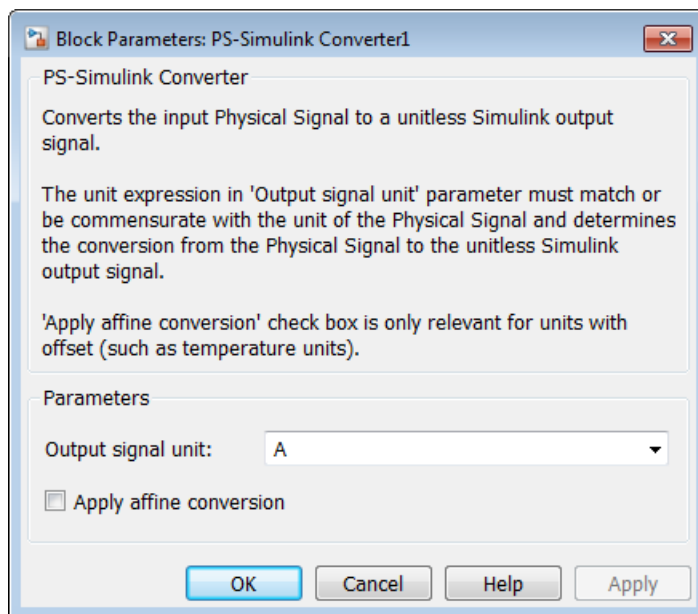 Block Parameters: PS-Simulink Converter1
PS-Simulink Converter
Converts the input Physical Signal to a unitless Simulink output
signal.
The unit expression in 'Output signal unit' parameter must match or
be commensurate with the unit of the Physical Signal and determines
the conversion from the Physical Signal to the unitless Simulink
output signal.
'Apply affine conversion' check box is only relevant for units with
offset (such as temperature units).
Parameters
Output signal unit: A
Apply affine conversion
OK Cancel Help Apply